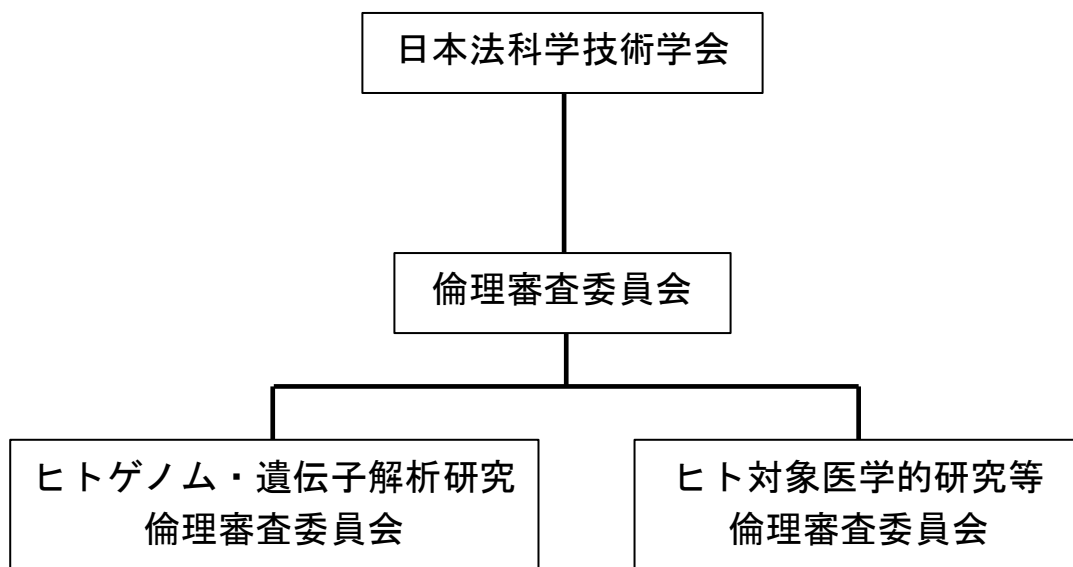 日本法科学技術学会
倫理審査委員会
ヒトゲノム・遺伝子解析研究
倫理審査委員会
ヒト対象医学的研究等
倫理審査委員会